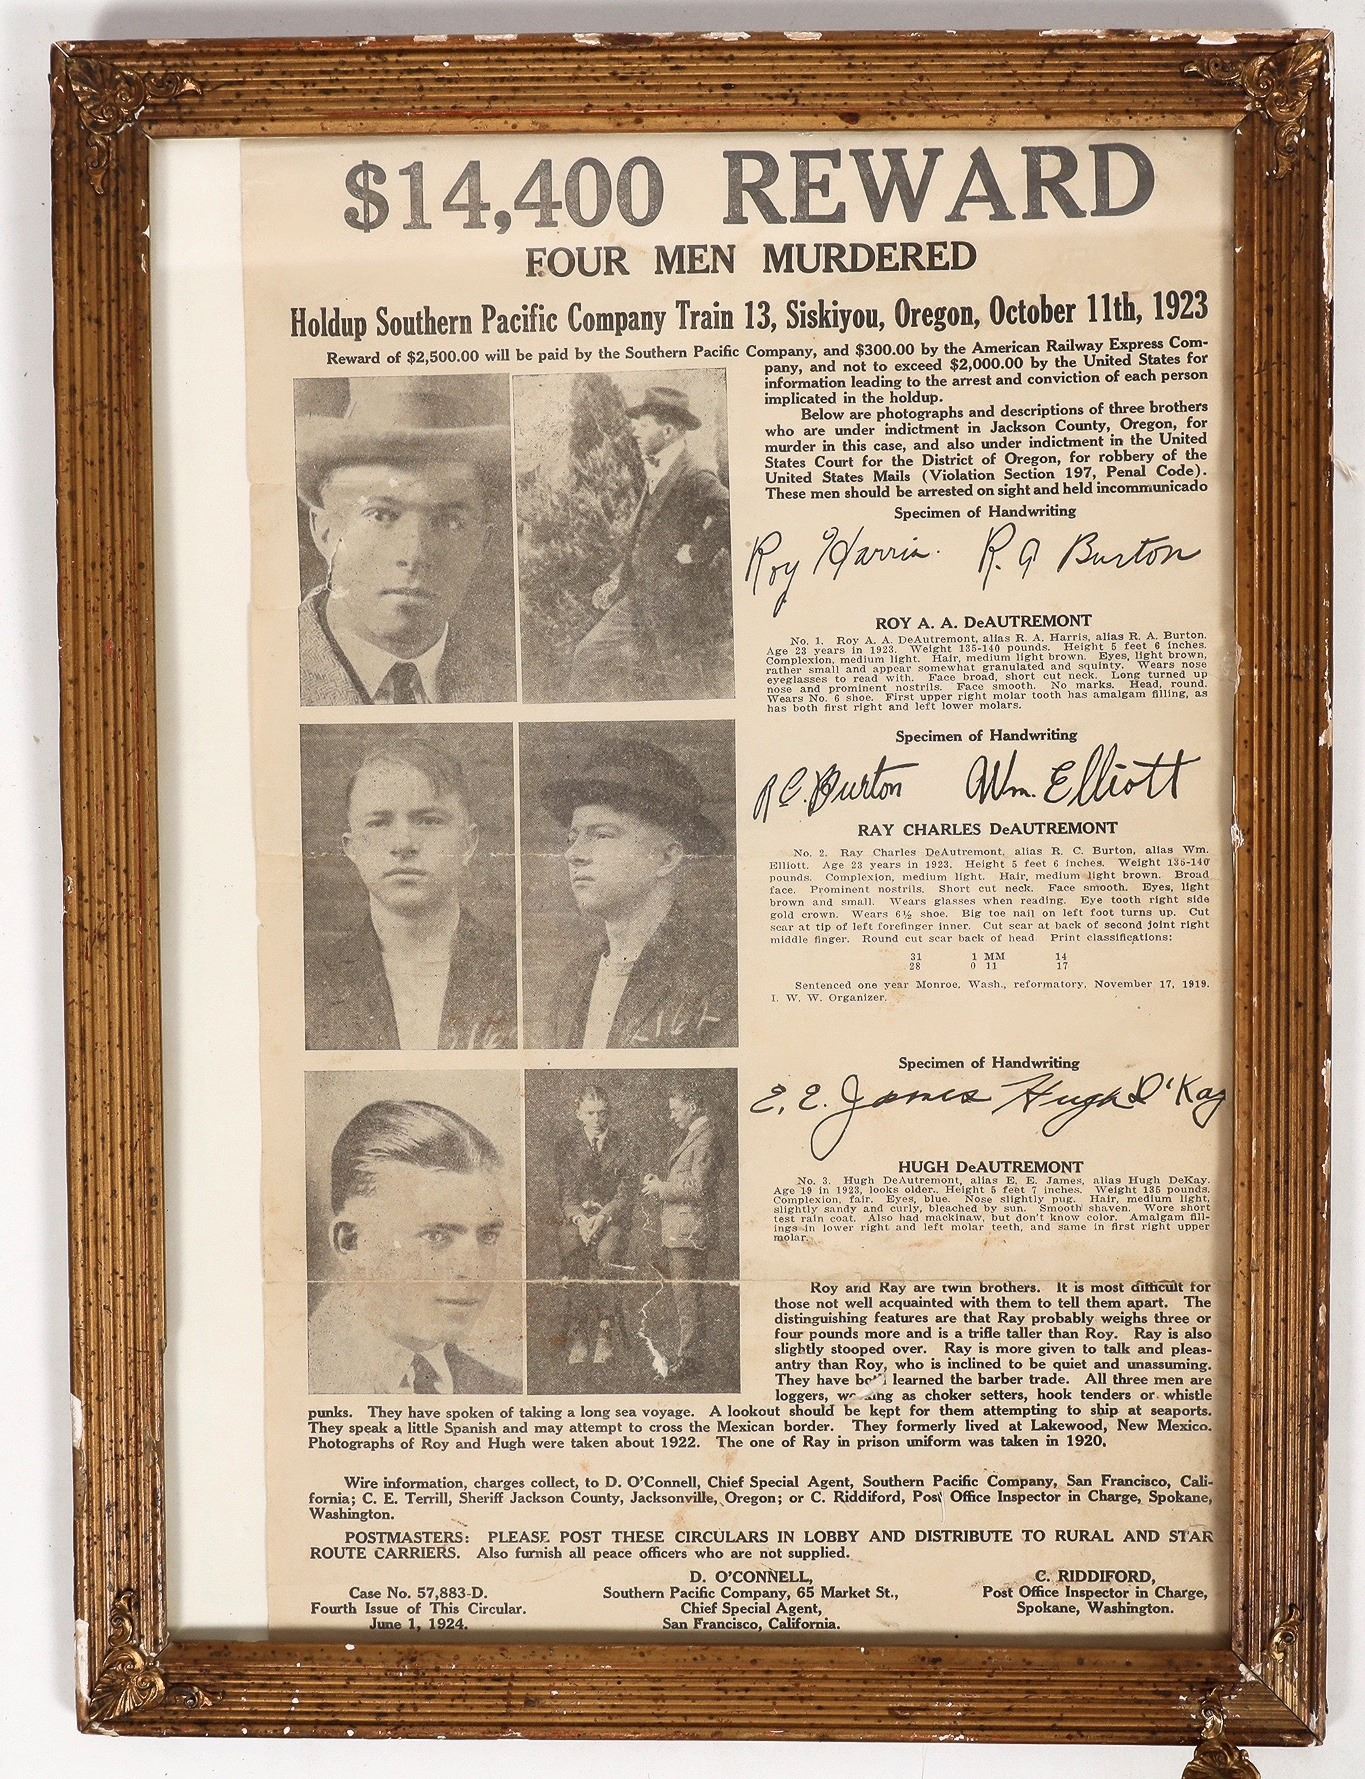 $14,400 REWARD
FOUR MEN MURDERED
Holdup Southern Pacific Company Train 13, Siskiyou, Oregon, October 11th, 1923
Reward of $2,500.00 will be paid by the Southern Pacific Company, and $300.00 by the American Railway Express Com-
pany, and not to exceed $2,000.00 by the United States for
information leading to the arrest and conviction of each person
implicated in the holdup.
Below are photographs and descriptions of three brothers
who are under indictment in Jackson County, Oregon, for
murder in this case, and also under indictment in the United
States Court for the District of Oregon, for robbery of the
United States Mails (Violation Section 197, Penal Code).
These men should be arrested on sight and held incommunicado
Specimen of Handwriting
Roy Harris. R. A Burton
ROY A. A. DeAUTREMONT
No. 1. Roy A. A. DeAutremont, alias R. A. Harris, alias R. A. Burton.
Age 23 years in 1923. Weight 135-140 pounds. Height 5 feet 6 inches.
Complexion, medium light. Hair, medium light brown. Eyes, light brown,
rather small and appear somewhat granulated and squinty. Wears nose
eyeglasses to read with. Face broad, short cut neck. Long turned up
nose and prominent nostrils. Face smooth. No marks. Head, round.
Wears No. 6 shoe. First upper right molar tooth has amalgam filling, as
has both first right and left lower molars.
Specimen of Handwriting
R C. Burton Wm. Elliott
RAY CHARLES DeAUTREMONT
No. 2. Ray Charles DeAutremont, alias R. C. Burton, alias Wm.
Elliott. Age 23 years in 1923. Height 5 feet 6 inches. Weight 135-140
pounds. Complexion, medium light. Hair, medium light brown. Broad
face. Prominent nostrils. Short cut neck. Face smooth. Eyes, light
brown and small. Wears glasses when reading. Eye tooth right side
gold crown. Wears 6½ shoe. Big toe nail on left foot turns up. Cut
scar at tip of left forefinger inner. Cut scar at back of second joint right
middle finger. Round cut scar back of head. Print classifications:
31 1 MM 14
28 0 11 17
Sentenced one year Monroe, Wash., reformatory, November 17, 1919.
I. W. W. Organizer.
Specimen of Handwriting
E. E. James Hugh D'Kay
HUGH DeAUTREMONT
No. 3. Hugh DeAutremont, alias E. E. James, alias Hugh DeKay.
Age 19 in 1923, looks older. Height 5 feet 7 inches. Weight 135 pounds.
Complexion, fair. Eyes, blue. Nose slightly pug. Hair, medium light,
slightly sandy and curly, bleached by sun. Smooth shaven. Wore short
test rain coat. Also had mackinaw, but don't know color. Amalgam fill-
ings in lower right and left molar teeth, and same in first right upper
molar.
Roy and Ray are twin brothers. It is most difficult for
those not well acquainted with them to tell them apart. The
distinguishing features are that Ray probably weighs three or
four pounds more and is a trifle taller than Roy. Ray is also
slightly stooped over. Ray is more given to talk and pleas-
antry than Roy, who is inclined to be quiet and unassuming.
They have both learned the barber trade. All three men are
loggers, working as choker setters, hook tenders or whistle
punks. They have spoken of taking a long sea voyage. A lookout should be kept for them attempting to ship at seaports.
They speak a little Spanish and may attempt to cross the Mexican border. They formerly lived at Lakewood, New Mexico.
Photographs of Roy and Hugh were taken about 1922. The one of Ray in prison uniform was taken in 1920.
Wire information, charges collect, to D. O'Connell, Chief Special Agent, Southern Pacific Company, San Francisco, Cali-
fornia; C. E. Terrill, Sheriff Jackson County, Jacksonville, Oregon; or C. Riddiford, Post Office Inspector in Charge, Spokane,
Washington.
POSTMASTERS: PLEASE POST THESE CIRCULARS IN LOBBY AND DISTRIBUTE TO RURAL AND STAR
ROUTE CARRIERS. Also furnish all peace officers who are not supplied.
Case No. 57,883-D.
Fourth Issue of This Circular.
June 1, 1924.
D. O'CONNELL,
Southern Pacific Company, 65 Market St.,
Chief Special Agent,
San Francisco, California.
C. RIDDIFORD,
Post Office Inspector in Charge,
Spokane, Washington.